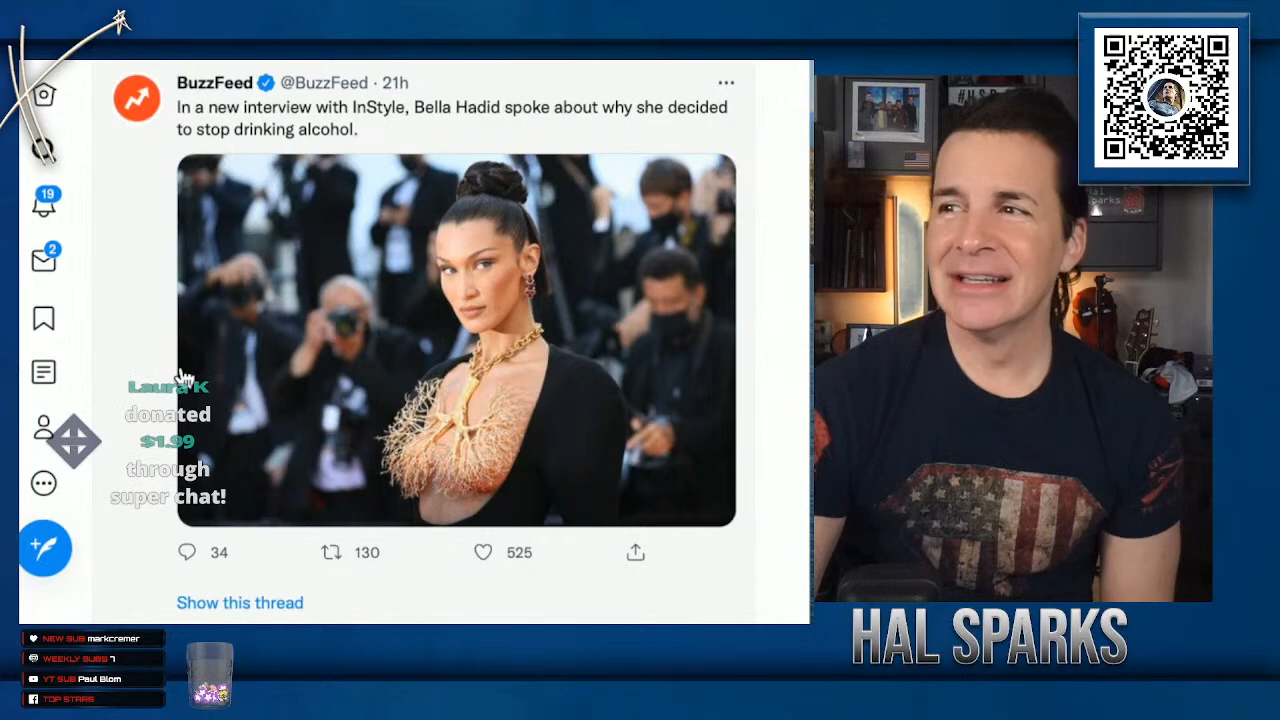 BuzzFeed @BuzzFeed · 21h
In a new interview with InStyle, Bella Hadid spoke about why she decided
to stop drinking alcohol.
19
2
Laura K
donated
$1.99
through
super chat!
34 130 525
Show this thread
HAL SPARKS
NEW SUB markcremer
WEEKLY SUBS 7
YT SUB Paul Blom
TOP STARS